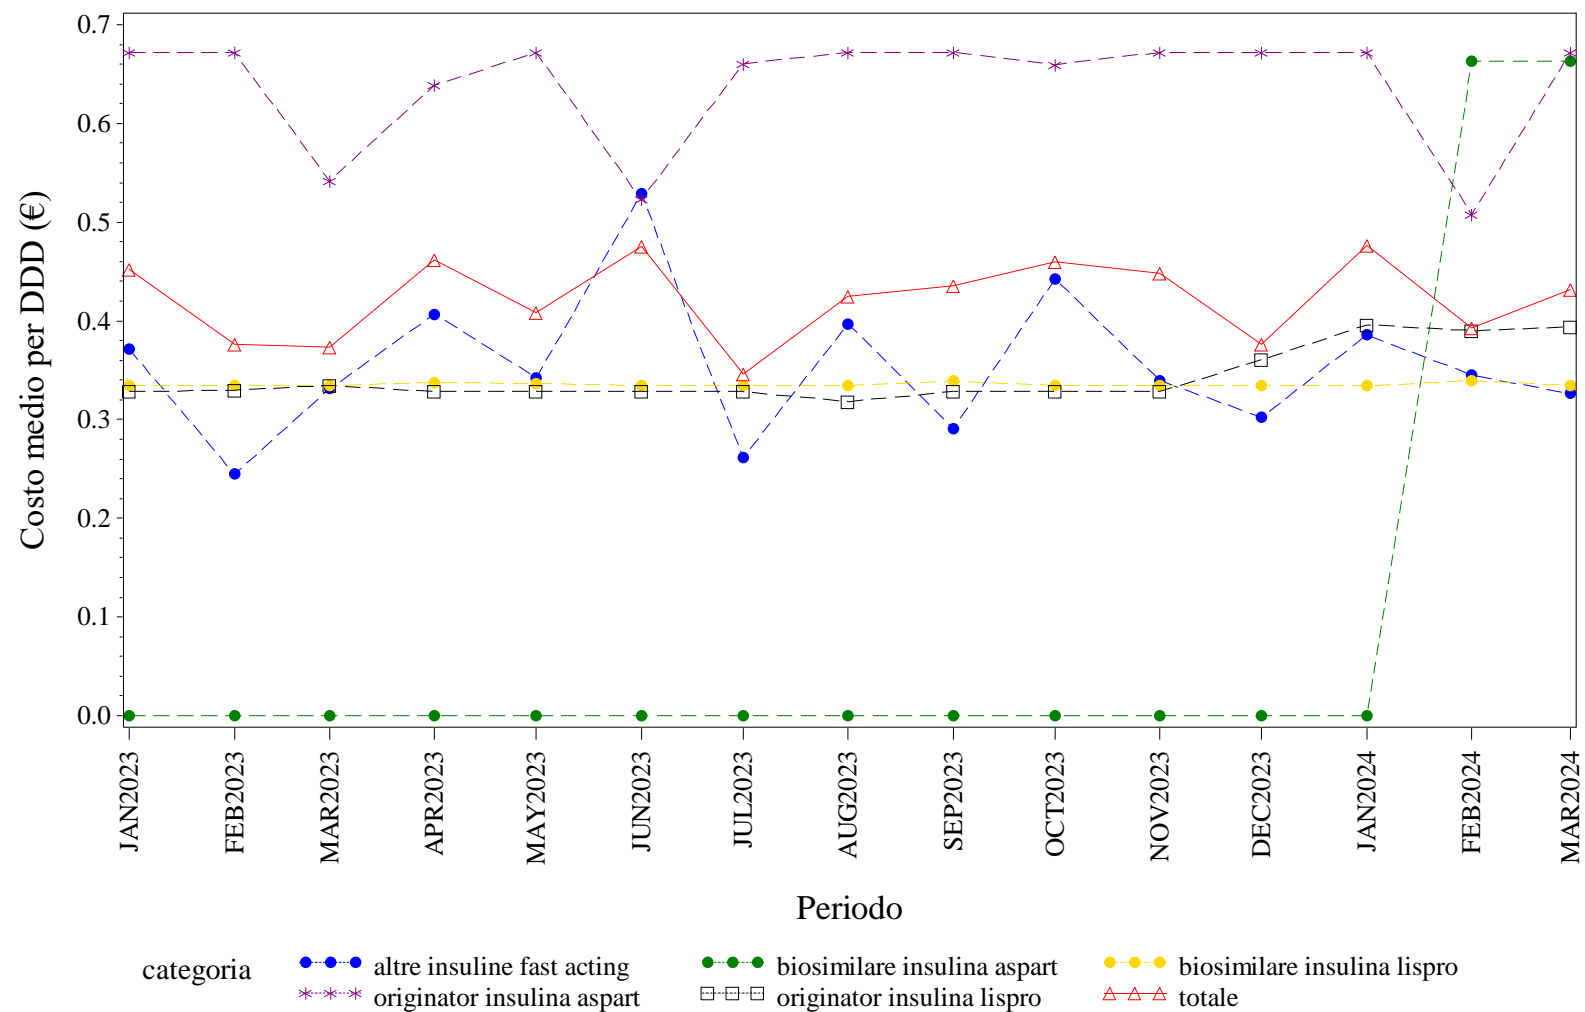 Costo medio per DDD (€)
0.7
0.6
0.5
0.4
0.3
0.2
0.1
0.0
JAN2023
FEB2023
MAR2023
APR2023
MAY2023
JUN2023
JUL2023
AUG2023
SEP2023
OCT2023
NOV2023
DEC2023
JAN2024
FEB2024
MAR2024
Periodo
categoria
altre insuline fast acting
biosimilare insulina aspart
biosimilare insulina lispro
originator insulina aspart
originator insulina lispro
totale